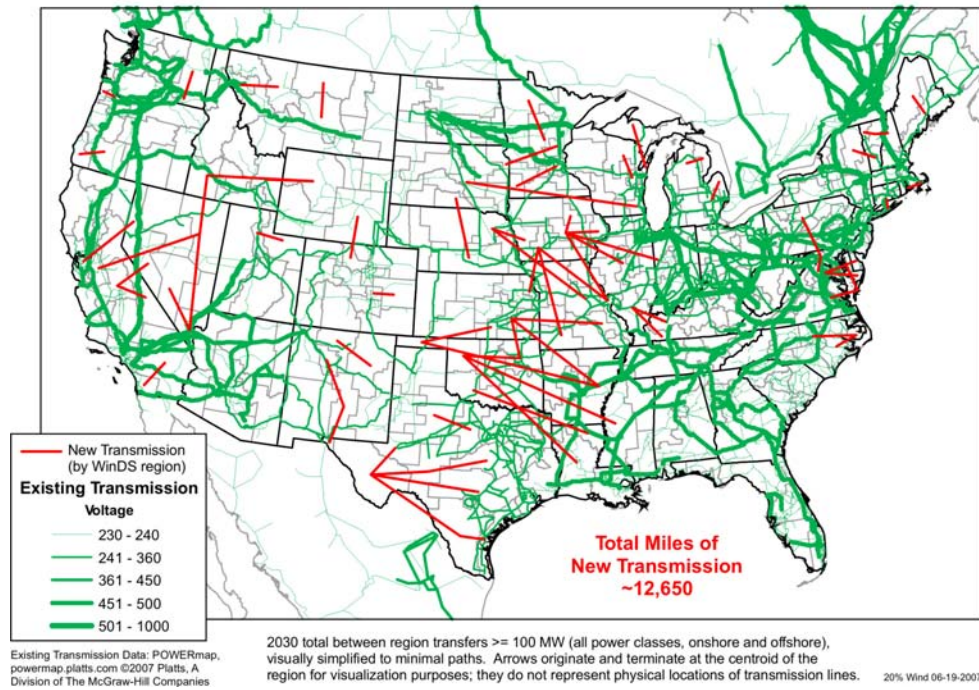 New Transmission
(by WinDS region)
Existing Transmission
Voltage
230 - 240
241 - 360
361 - 450
451 - 500
501 - 1000
Total Miles of
New Transmission
~12,650
Existing Transmission Data: POWERmap,
powermap.platts.com ©2007 Platts, A
Division of The McGraw-Hill Companies
2030 total between region transfers >= 100 MW (all power classes, onshore and offshore),
visually simplified to minimal paths. Arrows originate and terminate at the centroid of the
region for visualization purposes; they do not represent physical locations of transmission lines.
20% Wind